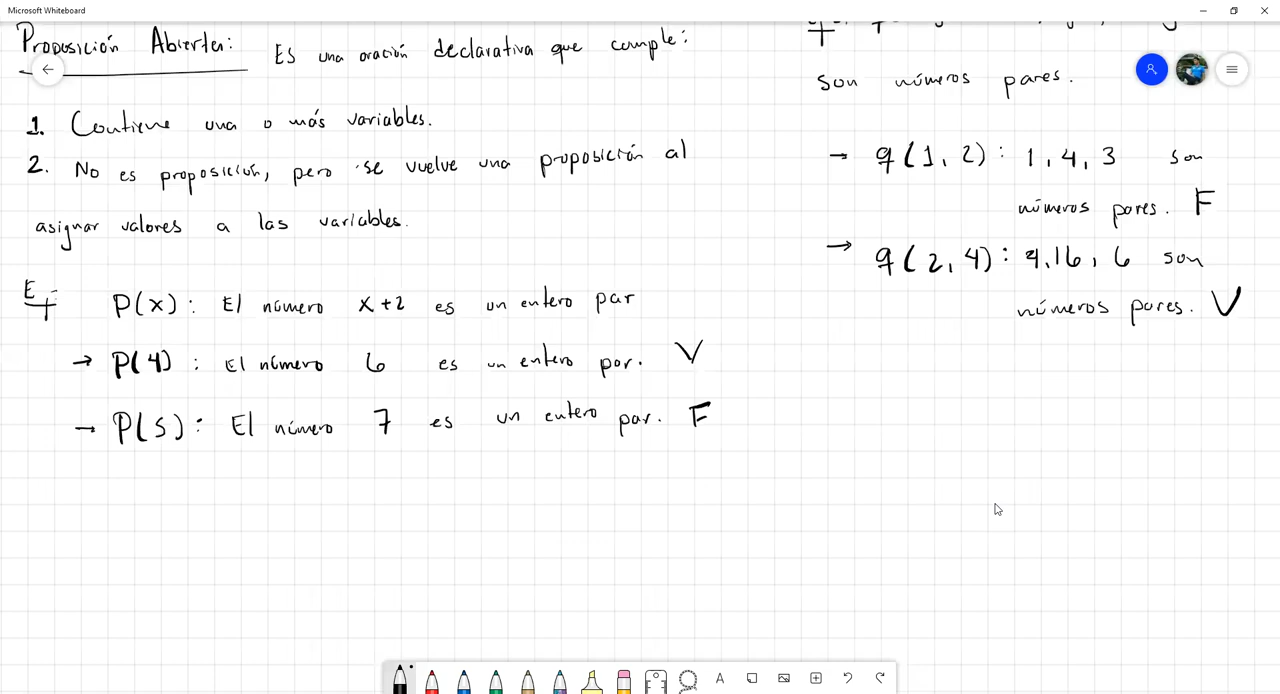 Microsoft Whiteboard
Proposición Abierta: Es una oración declarativa que cumple:
1. Contiene una o más variables.
2. No es proposición, pero se vuelve una proposición al
asignar valores a las variables.
E
P(x): El número x+2 es un entero par
→ P(4): El número 6 es un entero par. V
→ P(5): El número 7 es un entero par. F
son números pares.
→ q(1,2): 1, 4, 3 son
números pares. F
→ q(2,4): 4, 16, 6 son
números pares. V
A